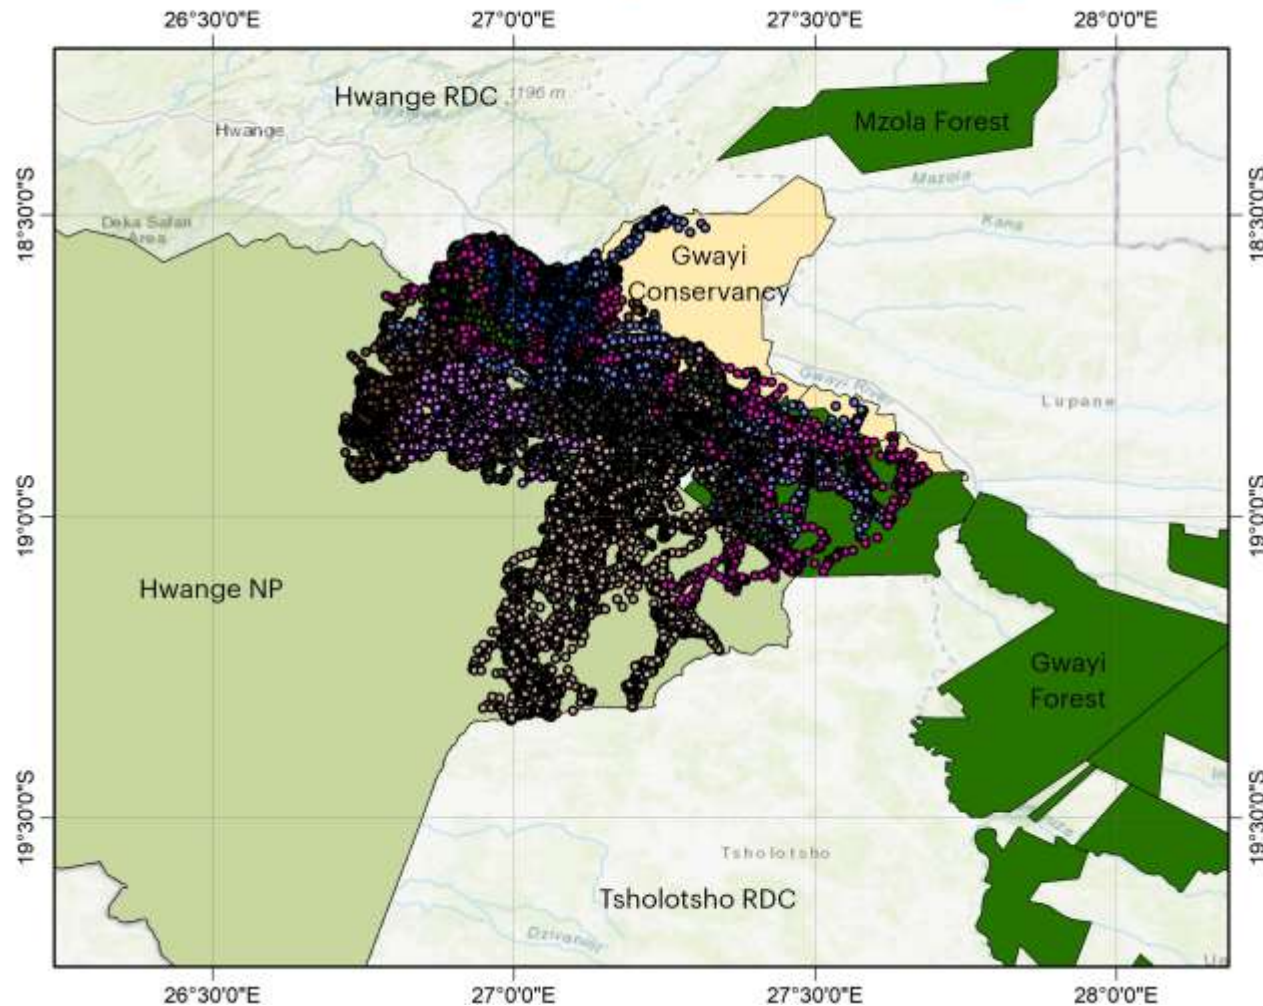 26°30'0"E
27°0'0"E
27°30'0"E
28°0'0"E
Hwange RDC
1196 m
Mzola Forest
Hwange
Mazola
18°30'0"S
18°30'0"S
Deka Safari
Area
Kana
Gwayi
Conservancy
Gwayi River
Lupane
19°0'0"S
19°0'0"S
Hwange NP
Gwayi
Forest
19°30'0"S
19°30'0"S
Tsholotsho
Tsholotsho RDC
26°30'0"E
27°0'0"E
27°30'0"E
28°0'0"E